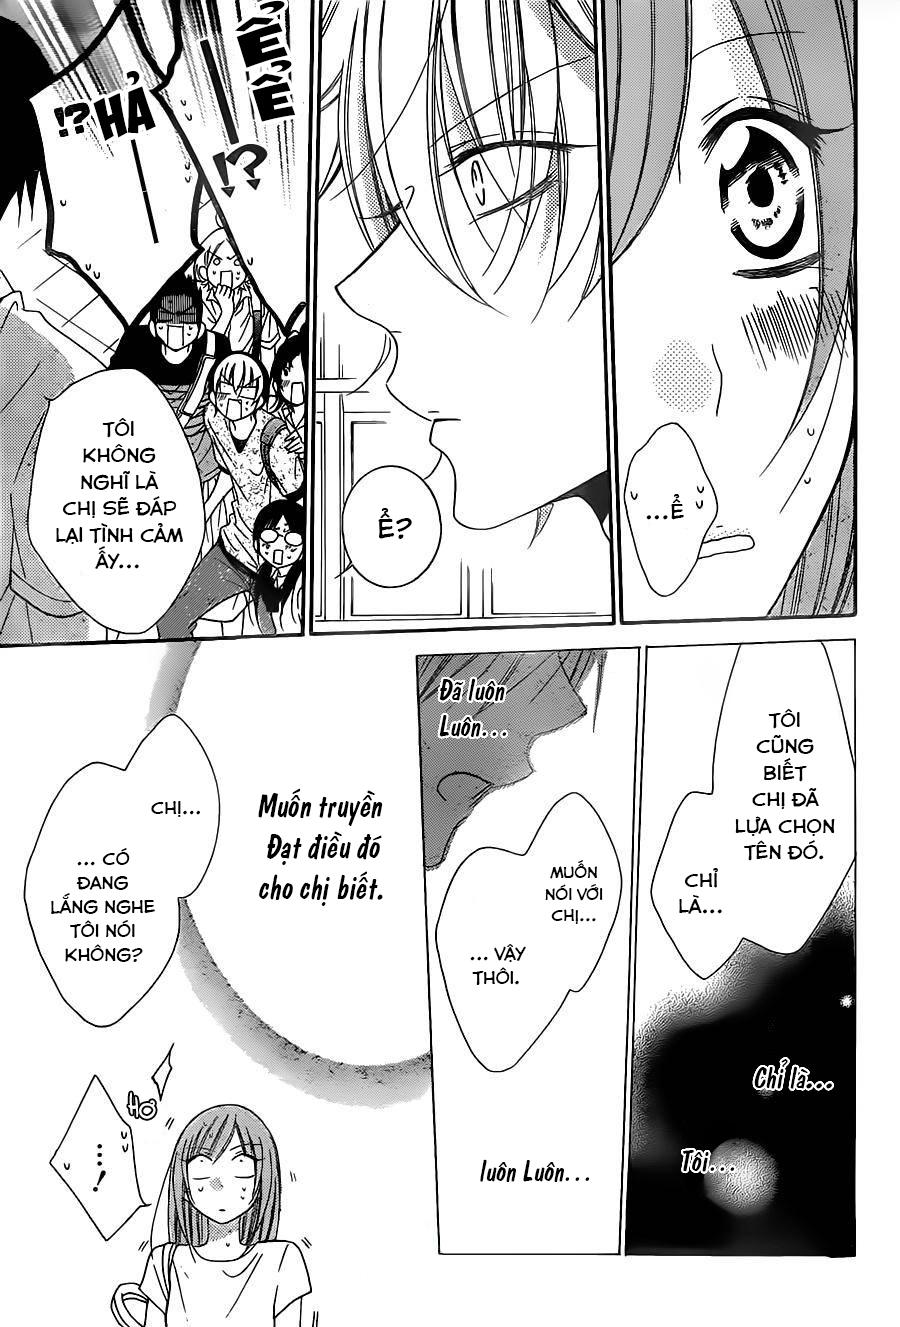 ...Ể
Ể?
Ể Ể
!?
HẢ
!?
TÔI
KHÔNG
NGHĨ LÀ
CHỊ SẼ ĐÁP
LẠI TÌNH CẢM
ẤY...
TÔI
CŨNG
BIẾT
CHỊ ĐÃ
LỰA CHỌN
TÊN ĐÓ.
CHỈ
LÀ...
Chỉ là...
Tôi...
Đã luôn
Luôn...
MUỐN
NÓI VỚI
CHỊ...
... VẬY
THÔI.
luôn Luôn...
Muốn truyền
Đạt điều đó
cho chị biết.
CHỊ...
... CÓ
ĐANG
LẮNG NGHE
TÔI NÓI
KHÔNG?
HƠ
...!